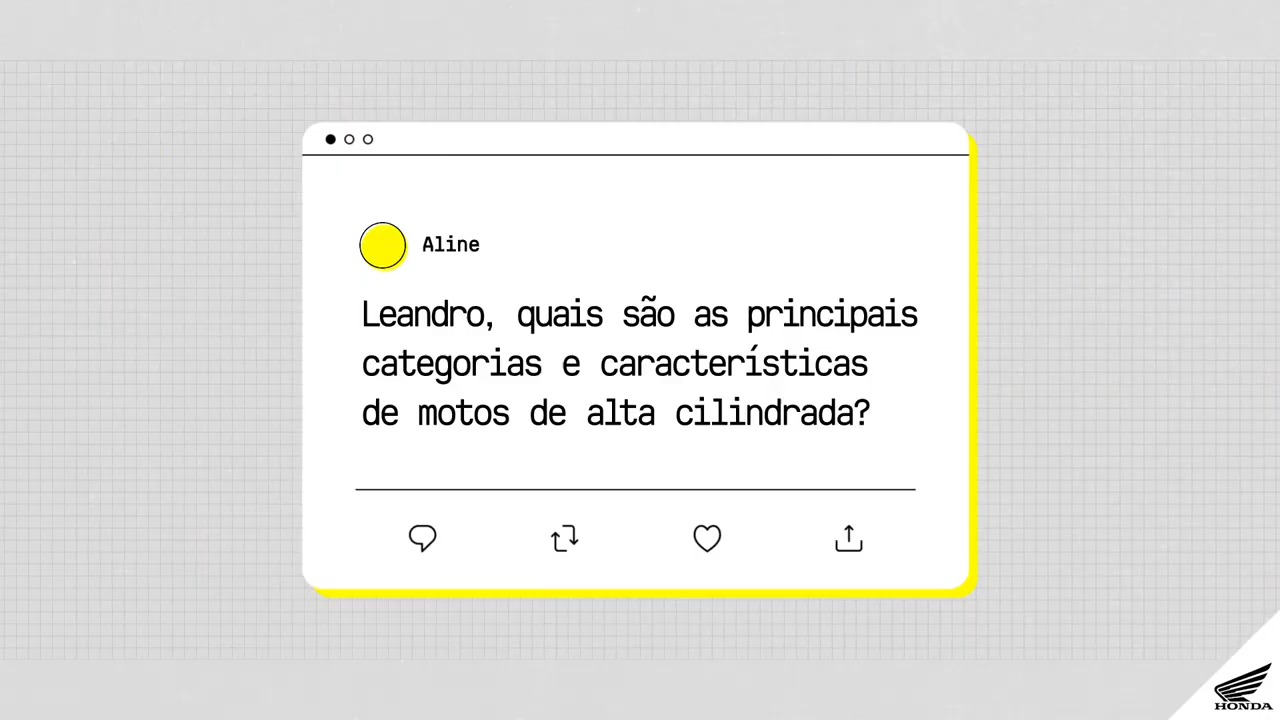 Aline
Leandro, quais são as principais
categorias e características
de motos de alta cilindrada?
HONDA